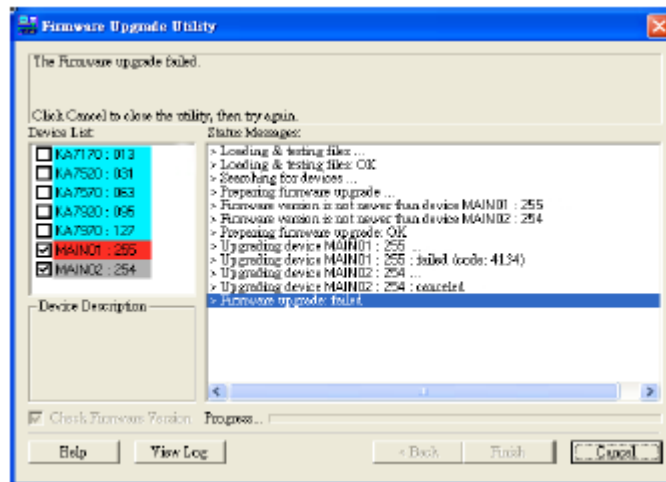 Firmware Upgrade Utility
The Firmware upgrade failed.
Click Cancel to close the utility, then try again.
Device List:
Status Messages:
KA7170 : 013
KA7520 : 031
KA7570 : 063
KA7920 : 095
KA7970 : 127
MAIN01 : 255
MAIN02 : 254
> Loading & testing files ...
> Loading & testing files: OK
> Searching for devices ...
> Preparing firmware upgrade ...
> Firmware version is not newer than device MAIN01 : 255
> Firmware version is not newer than device MAIN02 : 254
> Preparing firmware upgrade: OK
> Upgrading device MAIN01 : 255 ...
> Upgrading device MAIN01 : 255 : failed (code: 4134)
> Upgrading device MAIN02 : 254 ...
> Upgrading device MAIN02 : 254 : canceled
> Firmware upgrade: failed
Device Description
Check Firmware Version
Progress...
Help
View Log
< Back
Finish
Cancel